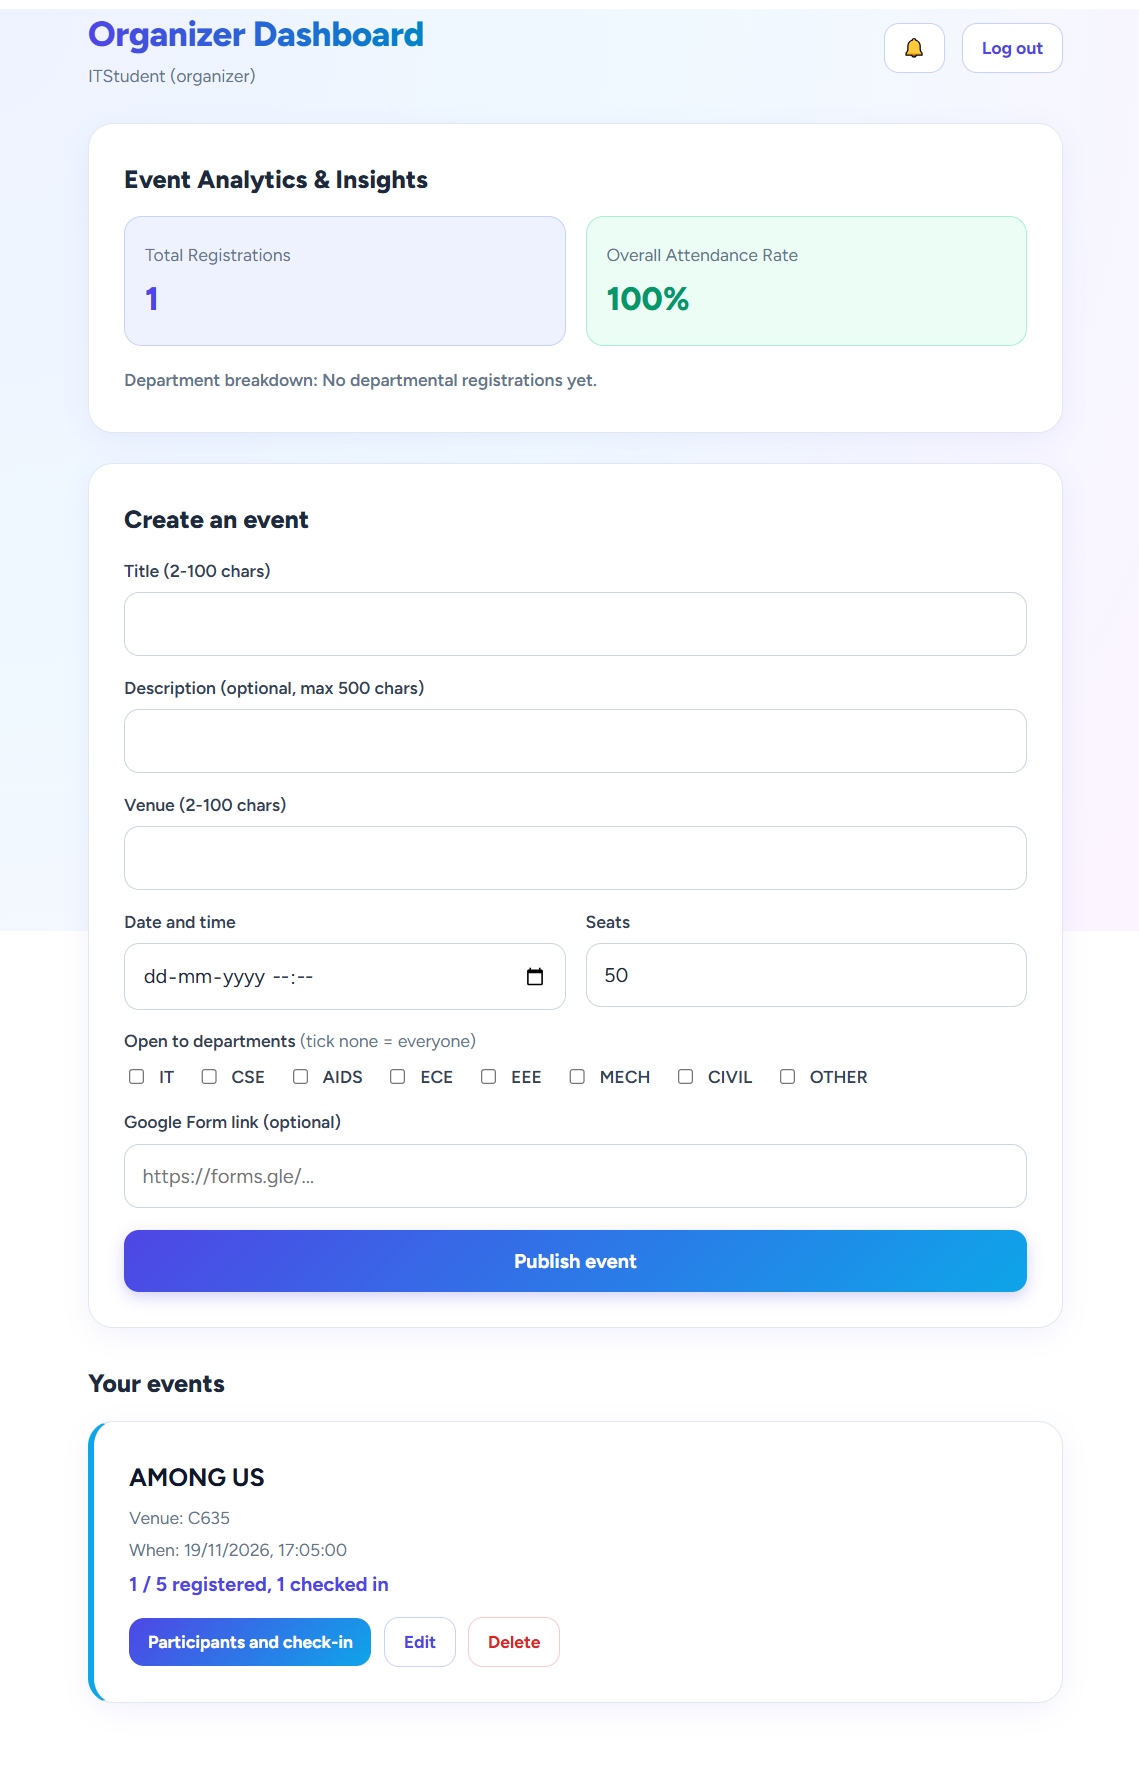 Organizer Dashboard
ITStudent (organizer)
Log out
Event Analytics & Insights
Total Registrations
1
Overall Attendance Rate
100%
Department breakdown: No departmental registrations yet.
Create an event
Title (2-100 chars)
Description (optional, max 500 chars)
Venue (2-100 chars)
Date and time
Seats
dd-mm-yyyy --:--
50
Open to departments (tick none = everyone)
IT CSE AIDS ECE EEE MECH CIVIL OTHER
Google Form link (optional)
https://forms.gle/...
Publish event
Your events
AMONG US
Venue: C635
When: 19/11/2026, 17:05:00
1 / 5 registered, 1 checked in
Participants and check-in Edit Delete